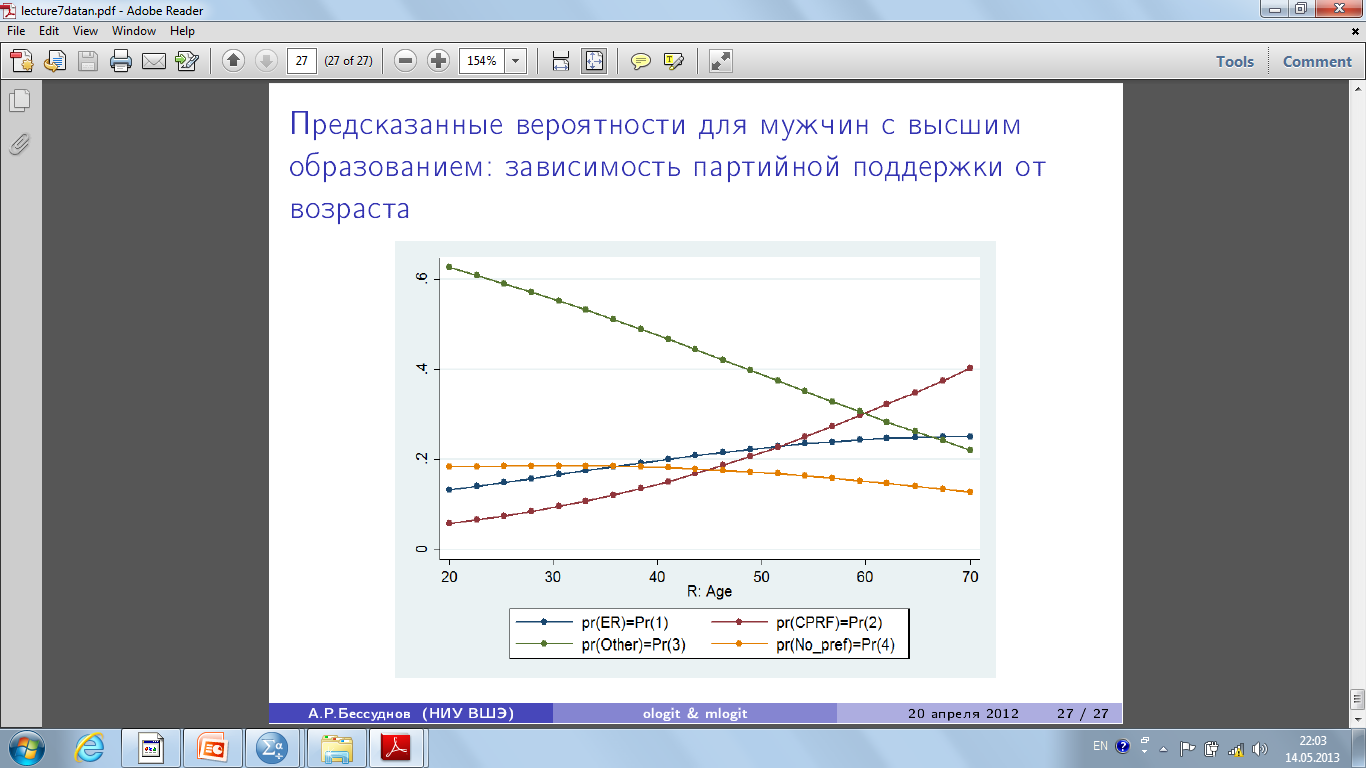 lecture7datan.pdf - Adobe Reader
File Edit View Window Help
27 (27 of 27) 154% Tools Comment
Предсказанные вероятности для мужчин с высшим
образованием: зависимость партийной поддержки от
возраста
.6
.4
.2
0
20 30 40 50 60 70
R: Age
pr(ER)=Pr(1) pr(CPRF)=Pr(2)
pr(Other)=Pr(3) pr(No_pref)=Pr(4)
А.Р.Бессуднов (НИУ ВШЭ) ologit & mlogit 20 апреля 2012 27 / 27
EN 22:03
14.05.2013